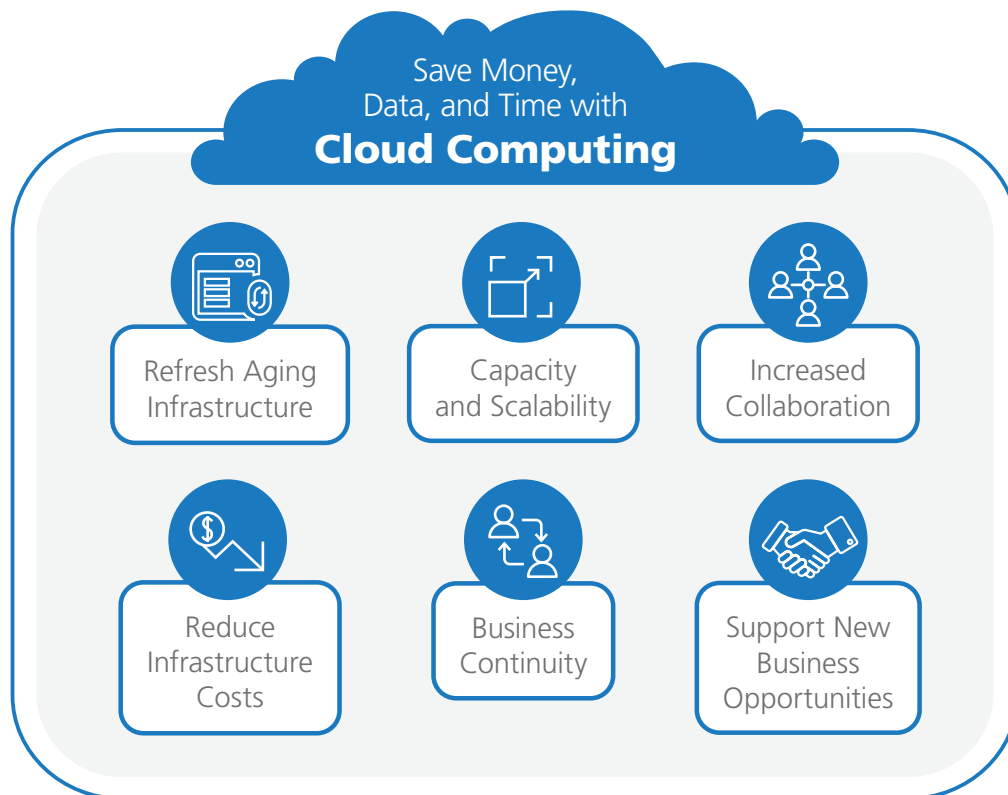 Save Money,
Data, and Time with
Cloud Computing
Refresh Aging
Infrastructure
Capacity
and Scalability
Increased
Collaboration
$
Reduce
Infrastructure
Costs
Business
Continuity
Support New
Business
Opportunities